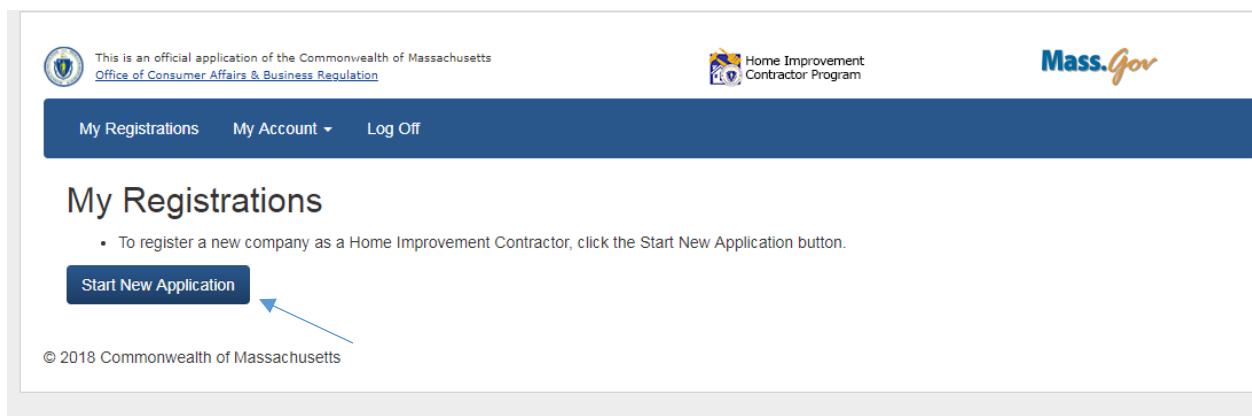 This is an official application of the Commonwealth of Massachusetts
Office of Consumer Affairs & Business Regulation
Home Improvement
Contractor Program
Mass.Gov
My Registrations My Account Log Off
My Registrations
• To register a new company as a Home Improvement Contractor, click the Start New Application button.
Start New Application
© 2018 Commonwealth of Massachusetts